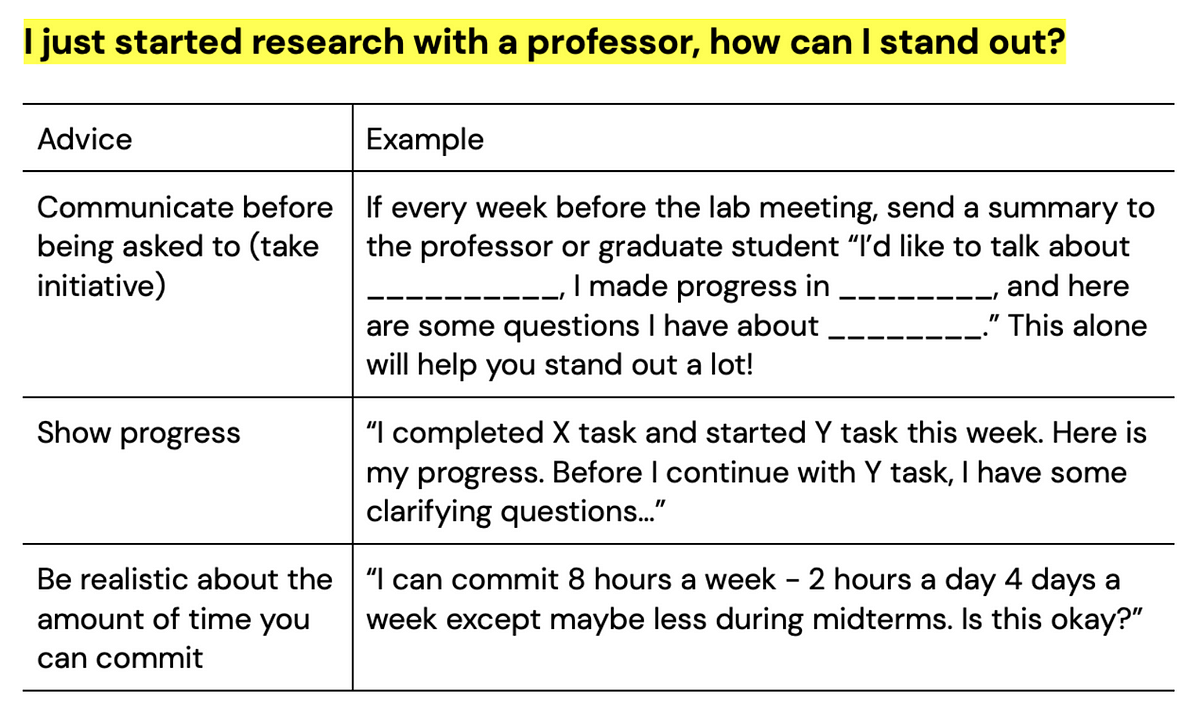 I just started research with a professor, how can I stand out?
Advice
Example
Communicate before
being asked to (take
initiative)
If every week before the lab meeting, send a summary to
the professor or graduate student “I’d like to talk about
__________, I made progress in ________, and here
are some questions I have about ________.” This alone
will help you stand out a lot!
Show progress
“I completed X task and started Y task this week. Here is
my progress. Before I continue with Y task, I have some
clarifying questions…”
Be realistic about the
amount of time you
can commit
“I can commit 8 hours a week - 2 hours a day 4 days a
week except maybe less during midterms. Is this okay?”